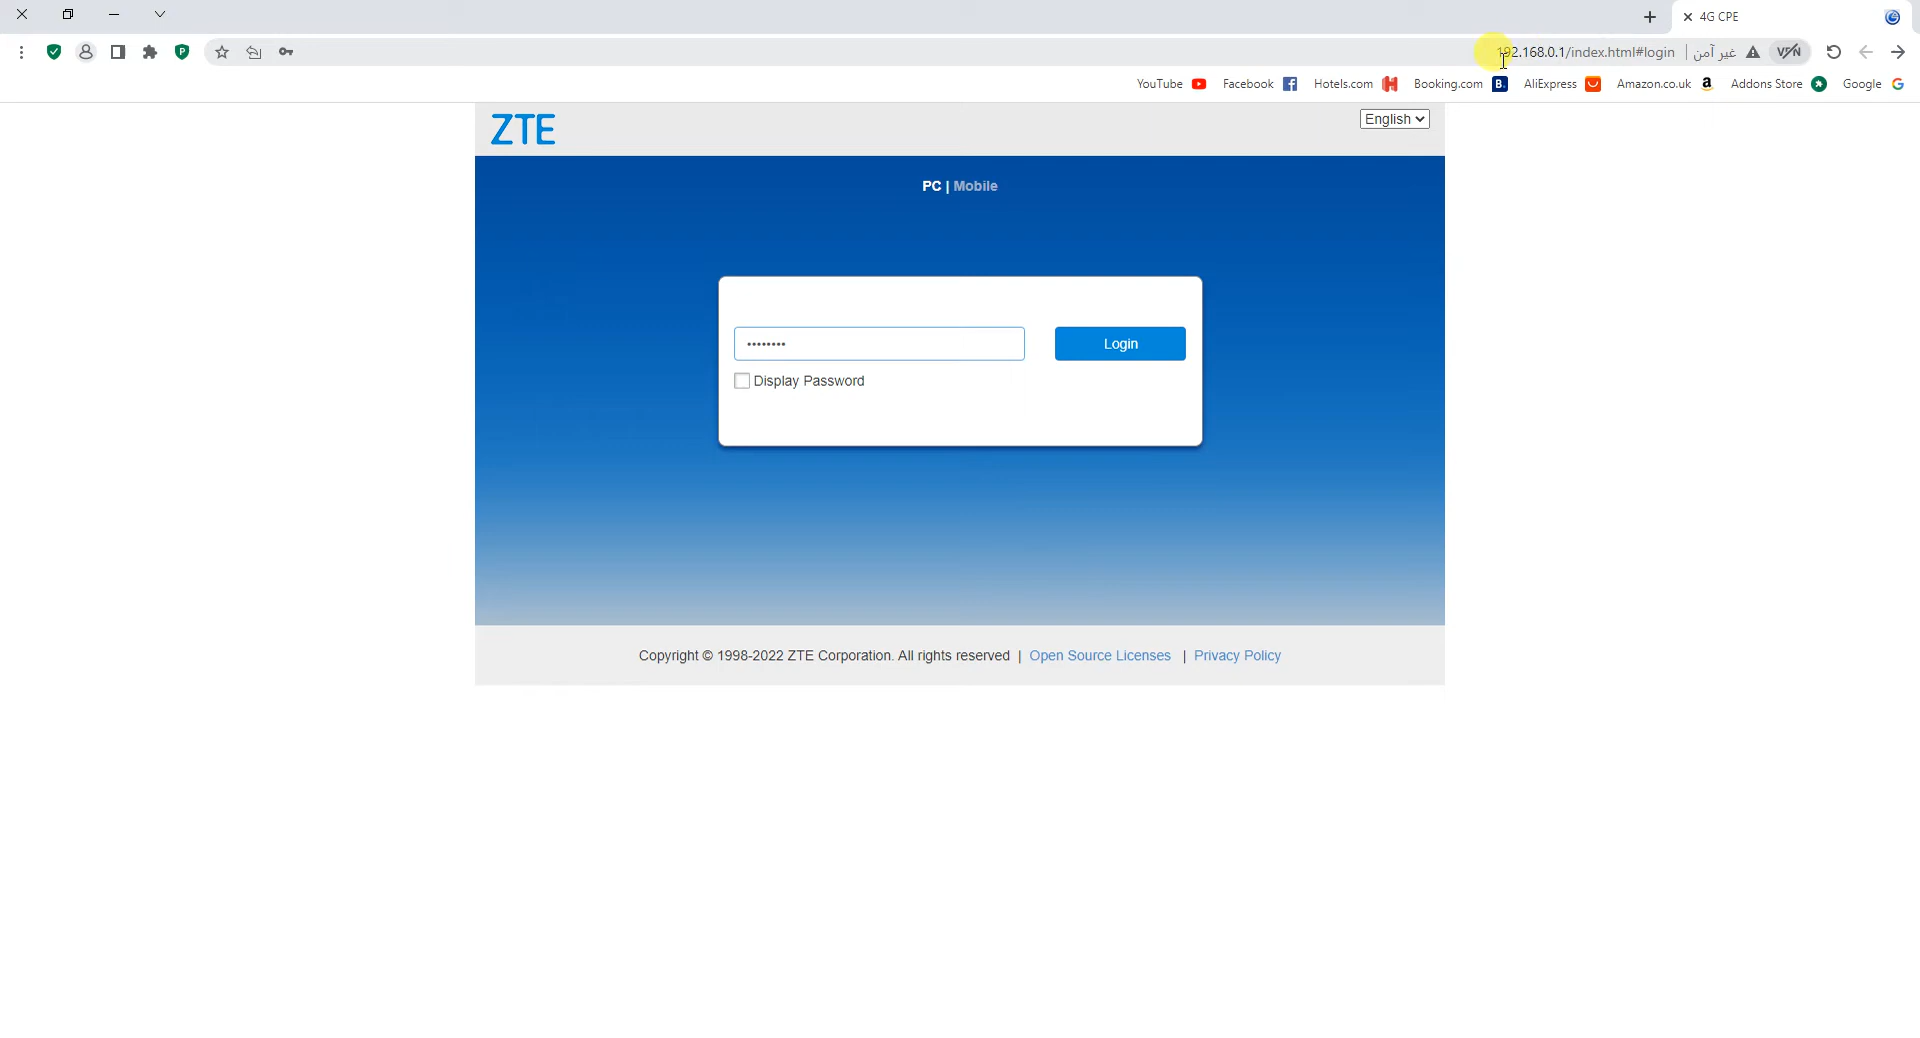 4G CPE
192.168.0.1/index.html#login
غير آمن
VPN
YouTube
Facebook
Hotels.com
Booking.com
AliExpress
Amazon.co.uk
Addons Store
Google
ZTE
English
PC | Mobile
••••••••
Login
Display Password
Copyright © 1998-2022 ZTE Corporation. All rights reserved | Open Source Licenses | Privacy Policy